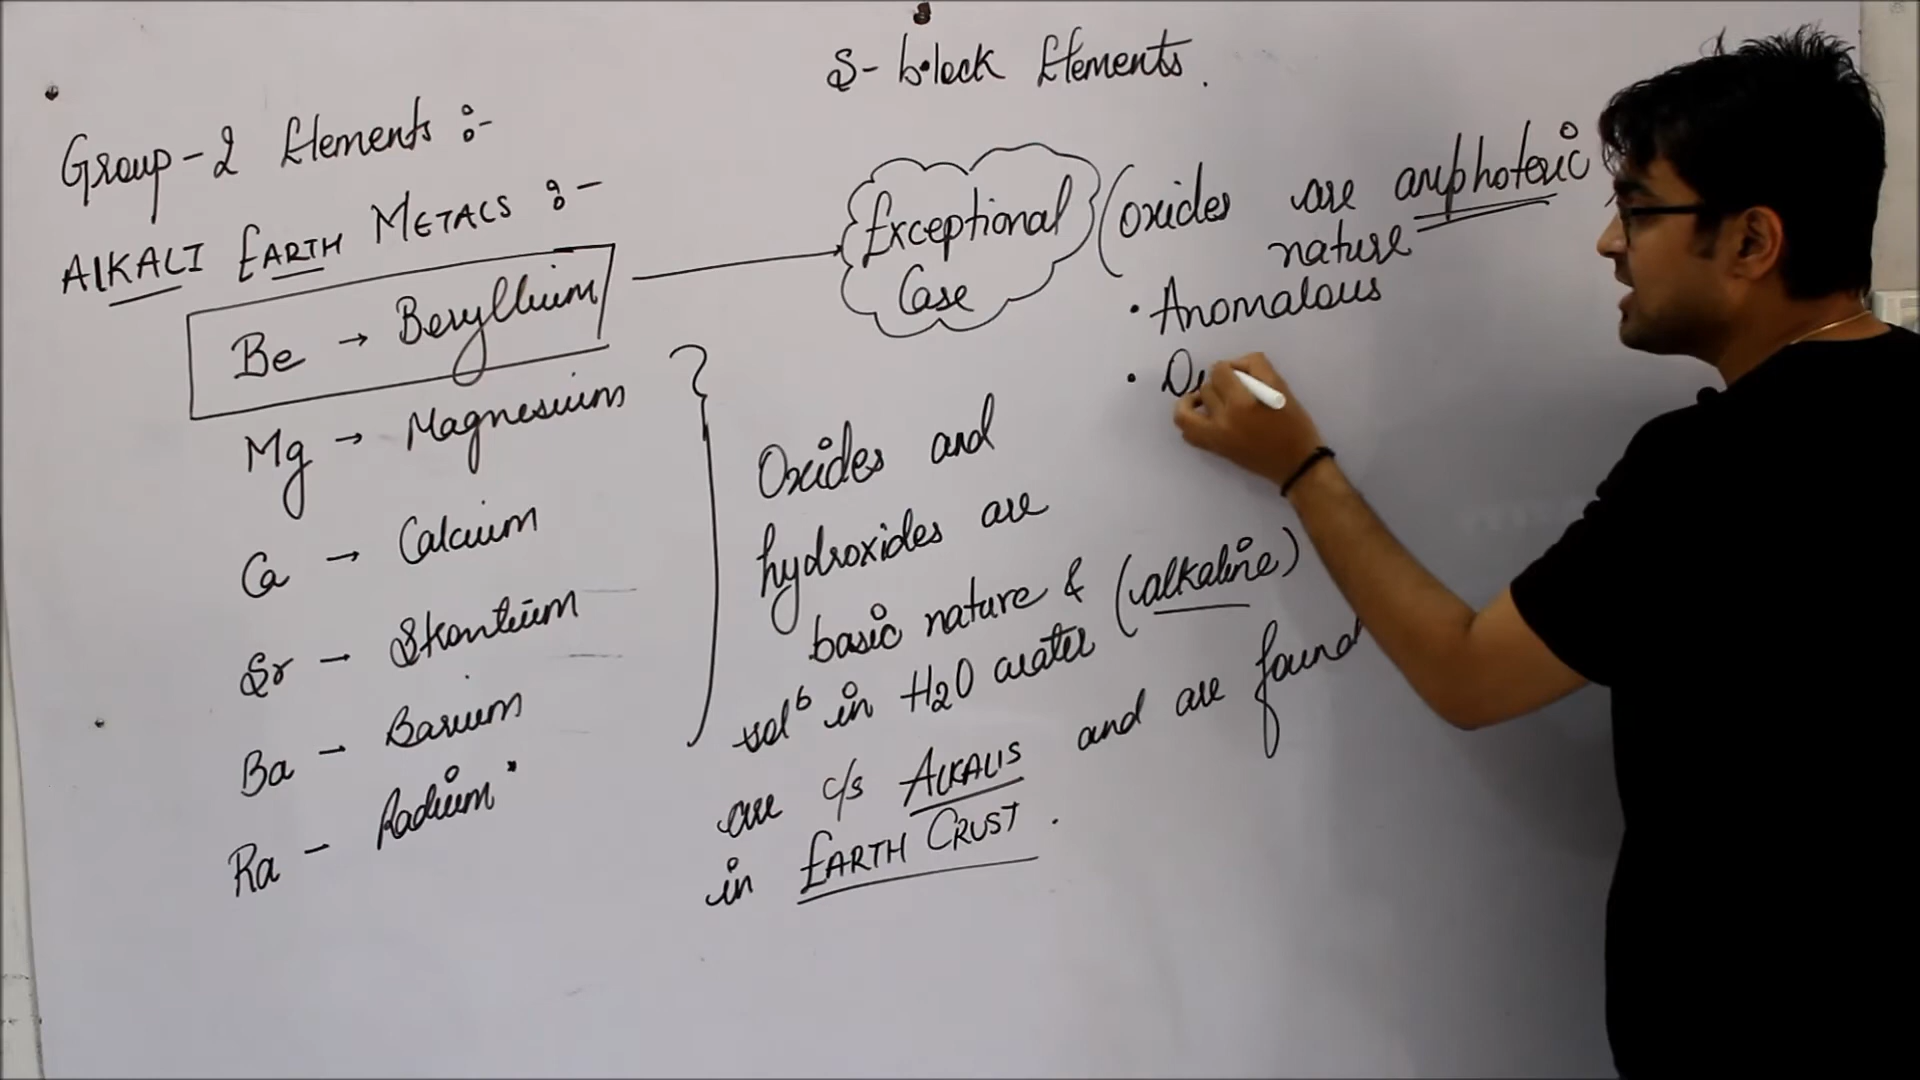 S-block Elements.
Group-2 Elements :-
ALKALI EARTH METALS :-
Be → Beryllium
Mg → Magnesium
Ca → Calcium
Sr - Skontium
Ba - Barium
Ra - Radium
Exceptional
Case
(oxides are amphoteric
nature
• Anomalous
•
Oxides and
hydroxides are
basic nature & (alkaline)
solb in H2O water
are c/s ALKALIS and are found
in EARTH CRUST.